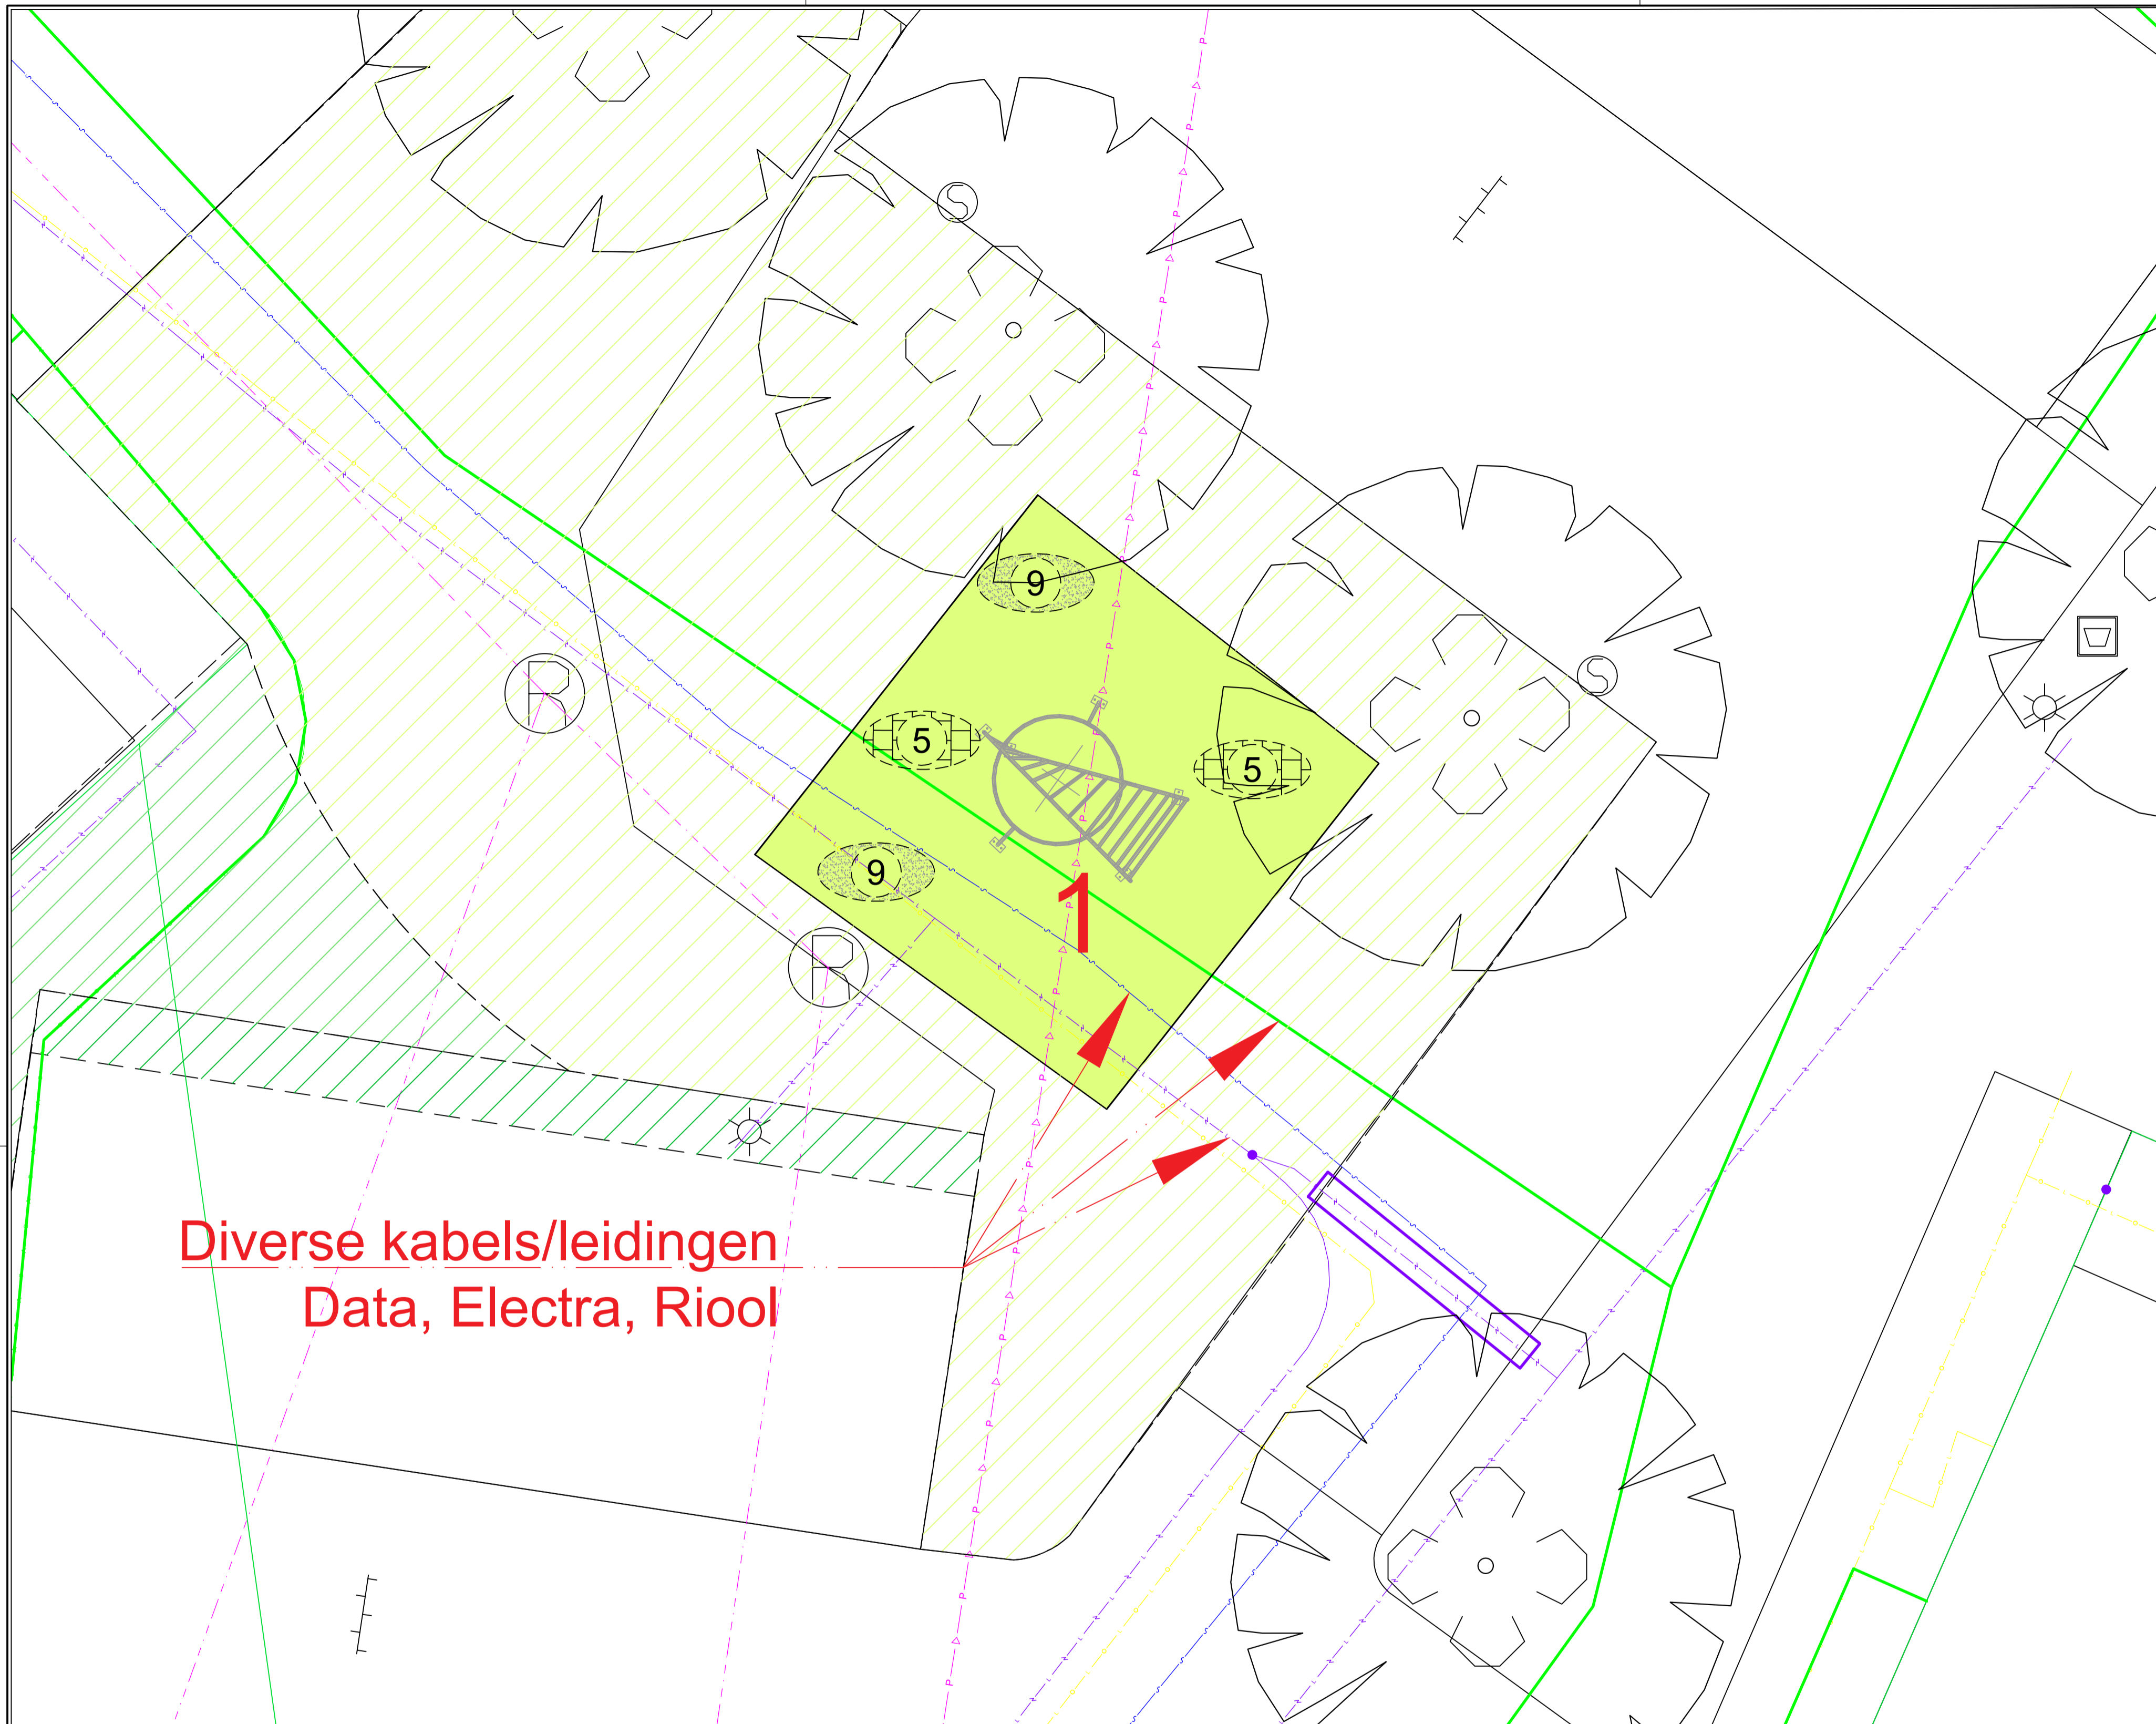 S
9
S
R
5
5
9
1
R
Diverse kabels/leidingen
Data, Electra, Riool